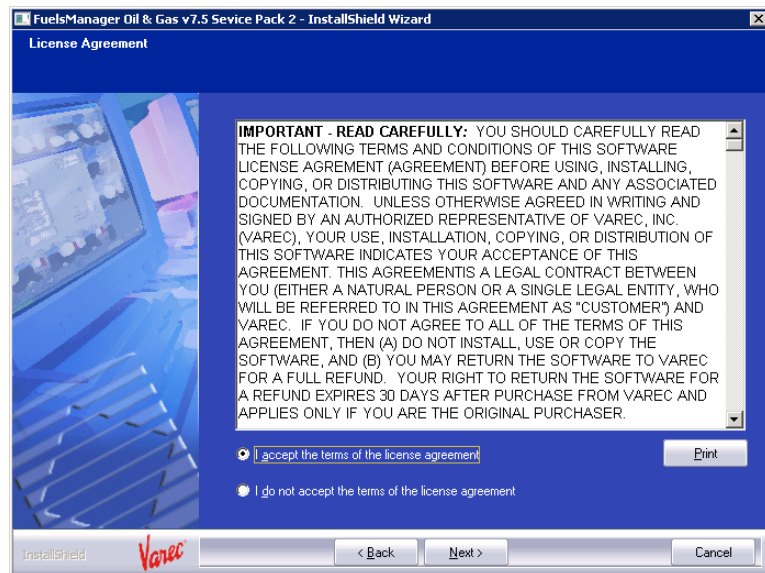 FuelsManager Oil & Gas v7.5 Sevice Pack 2 - InstallShield Wizard
License Agreement
IMPORTANT - READ CAREFULLY: YOU SHOULD CAREFULLY READ
THE FOLLOWING TERMS AND CONDITIONS OF THIS SOFTWARE
LICENSE AGREMENT (AGREEMENT) BEFORE USING, INSTALLING,
COPYING, OR DISTRIBUTING THIS SOFTWARE AND ANY ASSOCIATED
DOCUMENTATION. UNLESS OTHERWISE AGREED IN WRITING AND
SIGNED BY AN AUTHORIZED REPRESENTATIVE OF VAREC, INC.
(VAREC), YOUR USE, INSTALLATION, COPYING, OR DISTRIBUTION OF
THIS SOFTWARE INDICATES YOUR ACCEPTANCE OF THIS
AGREEMENT. THIS AGREEMENTIS A LEGAL CONTRACT BETWEEN
YOU (EITHER A NATURAL PERSON OR A SINGLE LEGAL ENTITY, WHO
WILL BE REFERRED TO IN THIS AGREEMENT AS "CUSTOMER") AND
VAREC. IF YOU DO NOT AGREE TO ALL OF THE TERMS OF THIS
AGREEMENT, THEN (A) DO NOT INSTALL, USE OR COPY THE
SOFTWARE, AND (B) YOU MAY RETURN THE SOFTWARE TO VAREC
FOR A FULL REFUND. YOUR RIGHT TO RETURN THE SOFTWARE FOR
A REFUND EXPIRES 30 DAYS AFTER PURCHASE FROM VAREC AND
APPLIES ONLY IF YOU ARE THE ORIGINAL PURCHASER.
I accept the terms of the license agreement
Print
I do not accept the terms of the license agreement
InstallShield
Varec
< Back
Next >
Cancel